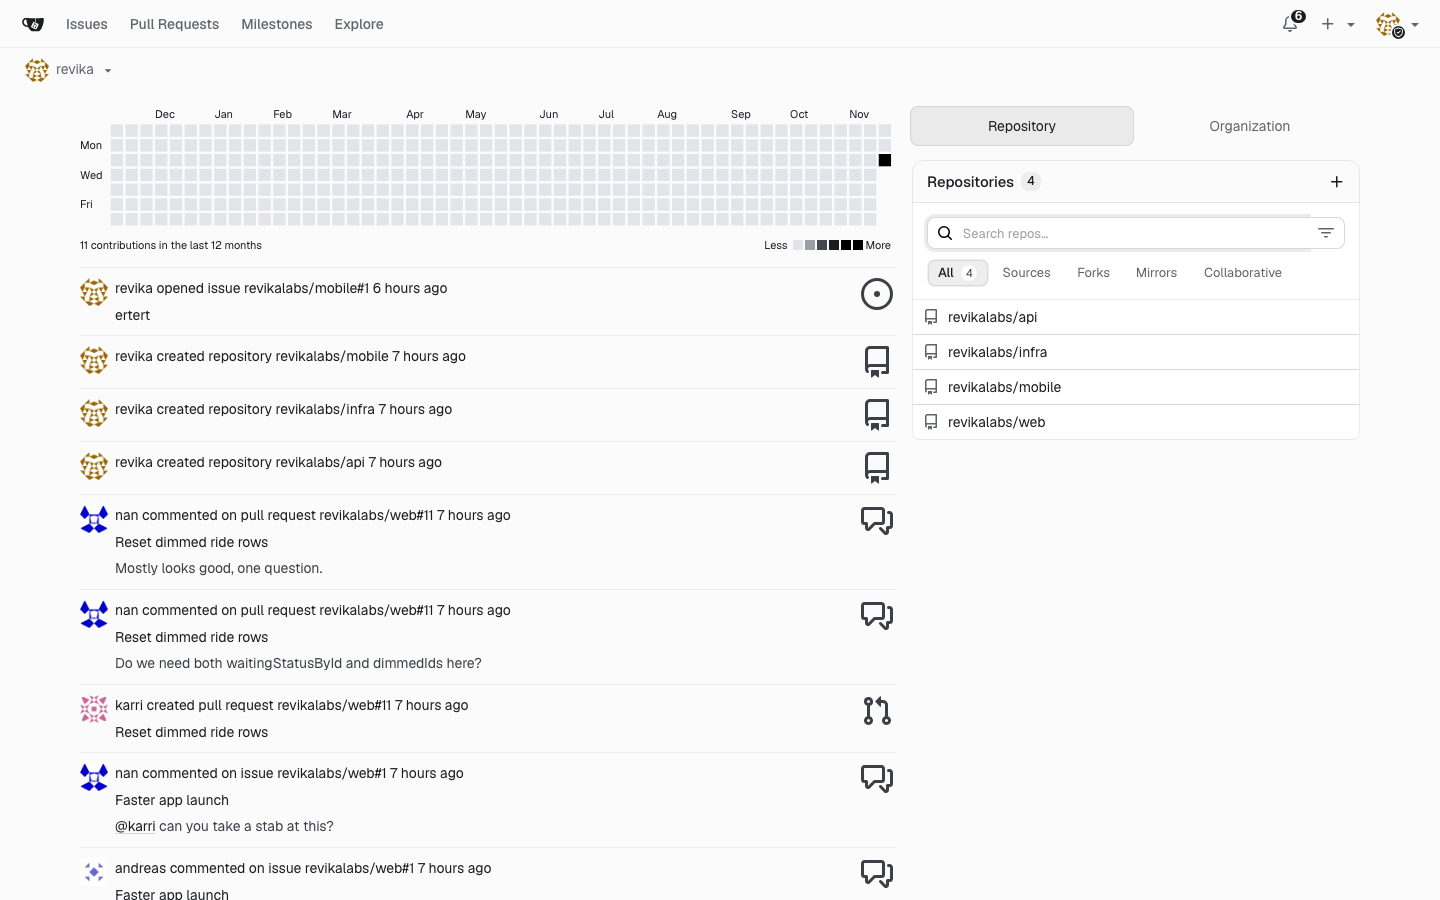 Issues Pull Requests Milestones Explore 6
revika
Dec Jan Feb Mar Apr May Jun Jul Aug Sep Oct Nov
Mon
Wed
Fri
11 contributions in the last 12 months Less More
revika opened issue revikalabs/mobile#1 6 hours ago
ertert
revika created repository revikalabs/mobile 7 hours ago
revika created repository revikalabs/infra 7 hours ago
revika created repository revikalabs/api 7 hours ago
nan commented on pull request revikalabs/web#11 7 hours ago
Reset dimmed ride rows
Mostly looks good, one question.
nan commented on pull request revikalabs/web#11 7 hours ago
Reset dimmed ride rows
Do we need both waitingStatusById and dimmedIds here?
karri created pull request revikalabs/web#11 7 hours ago
Reset dimmed ride rows
nan commented on issue revikalabs/web#1 7 hours ago
Faster app launch
@karri can you take a stab at this?
andreas commented on issue revikalabs/web#1 7 hours ago
Faster app launch
Repository Organization
Repositories 4
Search repos...
All 4 Sources Forks Mirrors Collaborative
revikalabs/api
revikalabs/infra
revikalabs/mobile
revikalabs/web